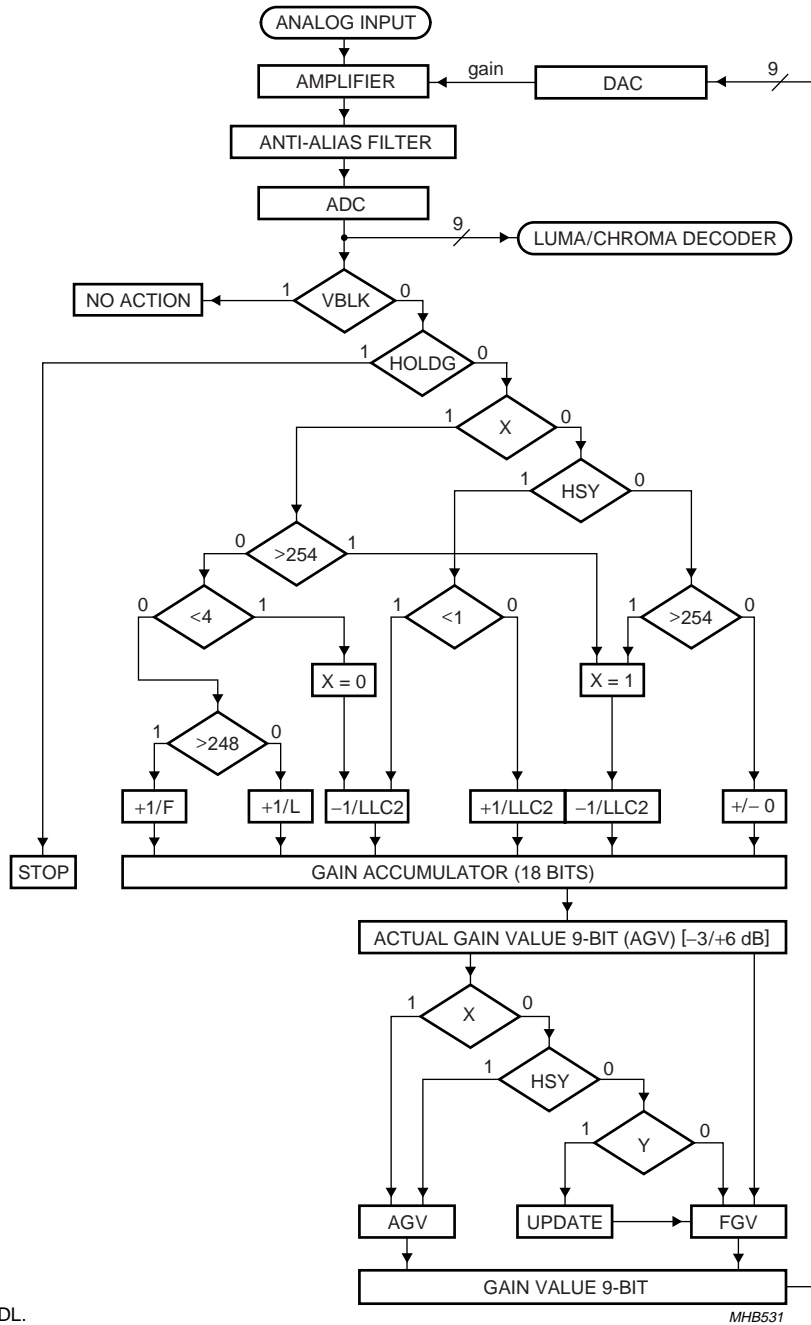 ANALOG INPUT
AMPLIFIER
gain
DAC
9
ANTI-ALIAS FILTER
ADC
9
LUMA/CHROMA DECODER
NO ACTION
1
VBLK
0
1
HOLDG
0
1
X
0
1
HSY
0
0
>254
1
0
<4
1
1
<1
0
1
>254
0
X = 0
X = 1
1
>248
0
+1/F
+1/L
−1/LLC2
+1/LLC2
−1/LLC2
+/− 0
STOP
GAIN ACCUMULATOR (18 BITS)
ACTUAL GAIN VALUE 9-BIT (AGV) [−3/+6 dB]
1
X
0
1
HSY
0
1
Y
0
AGV
UPDATE
FGV
GAIN VALUE 9-BIT
DL.
MHB531